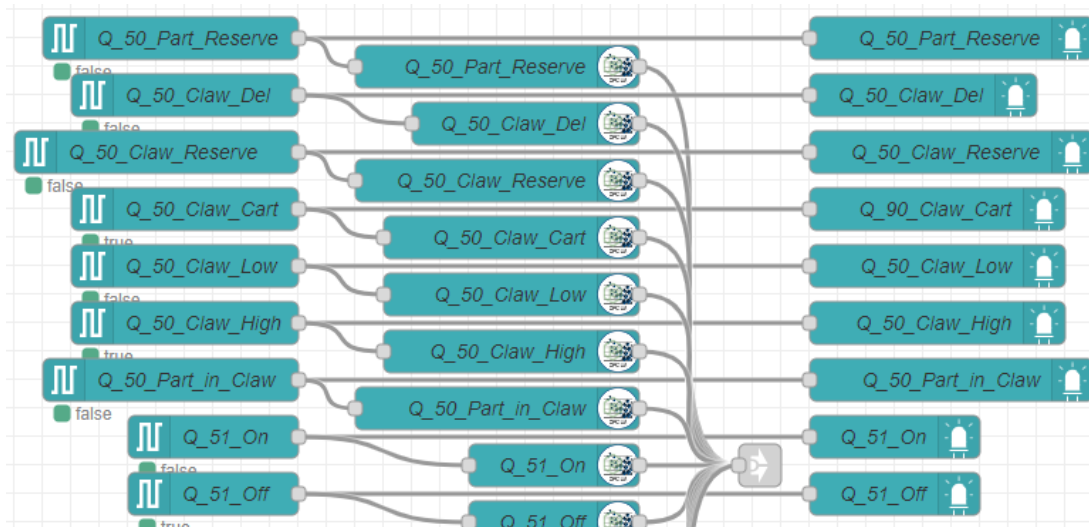 Q_50_Part_Reserve
Q_50_Part_Reserve
false
Q_50_Part_Reserve
Q_50_Claw_Del
Q_50_Claw_Del
false
Q_50_Claw_Del
Q_50_Claw_Reserve
Q_50_Claw_Reserve
false
Q_50_Claw_Reserve
Q_50_Claw_Cart
Q_90_Claw_Cart
true
Q_50_Claw_Cart
Q_50_Claw_Low
Q_50_Claw_Low
false
Q_50_Claw_Low
Q_50_Claw_High
Q_50_Claw_High
true
Q_50_Claw_High
Q_50_Part_in_Claw
Q_50_Part_in_Claw
false
Q_50_Part_in_Claw
Q_51_On
Q_51_On
false
Q_51_On
Q_51_Off
Q_51_Off
true
Q_51_Off